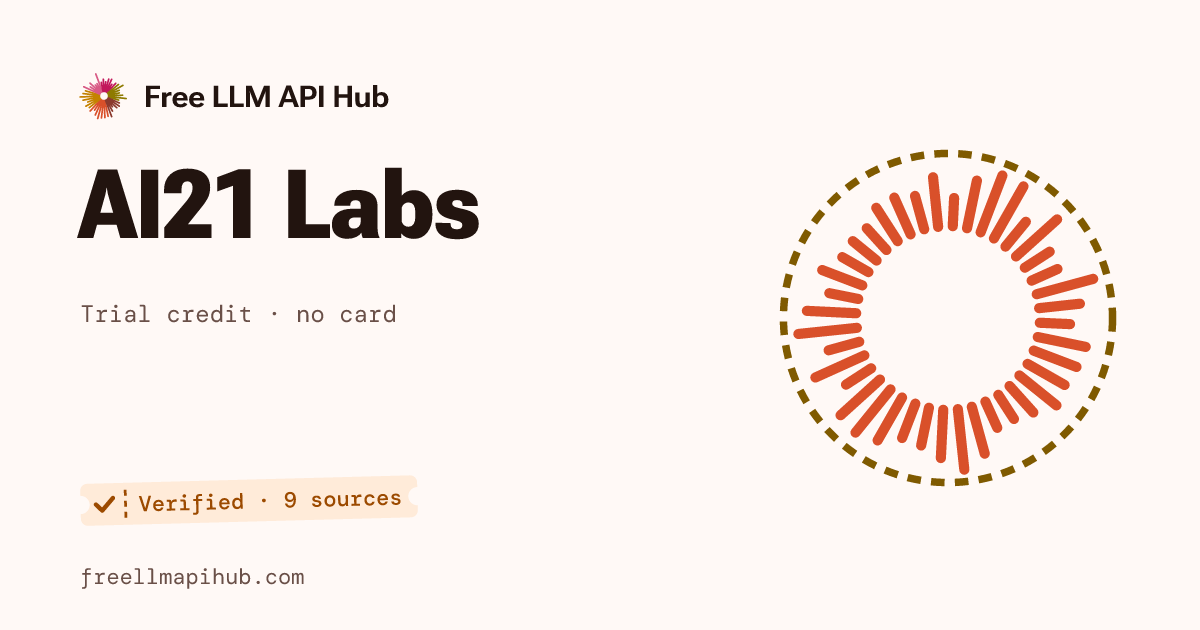 Free LLM API Hub
AI21 Labs
Trial credit · no card
Verified · 9 sources
freellmapihub.com